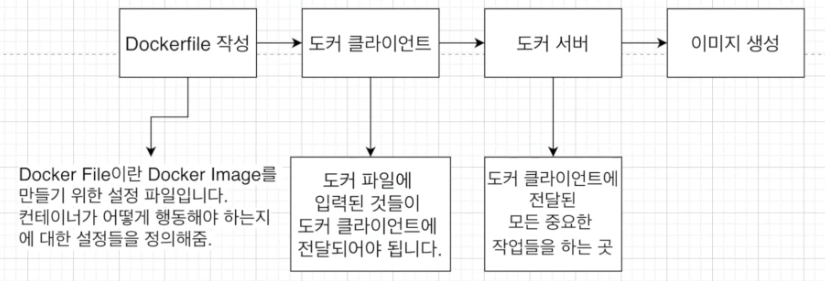 Dockerfile 작성
도커 클라이언트
도커 서버
이미지 생성
Docker File이란 Docker Image를
만들기 위한 설정 파일입니다.
컨테이너가 어떻게 행동해야 하는지
에 대한 설정들을 정의해줌.
도커 파일에
입력된 것들이
도커 클라이언트에
전달되어야 됩니다.
도커 클라이언트에
전달된
모든 중요한
작업들을 하는 곳